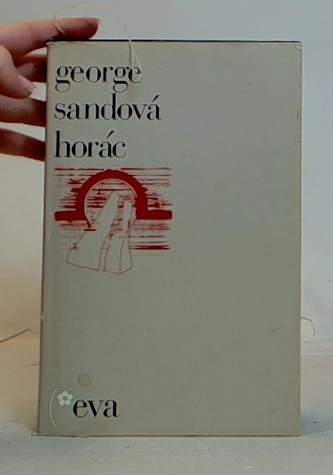 george
sandová
horác
eva